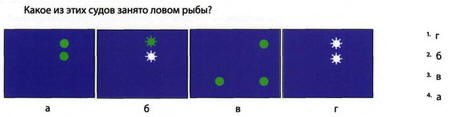 Какое из этих судов занято ловом рыбы?
1. г
2. б
3. в
4. а
а б в г